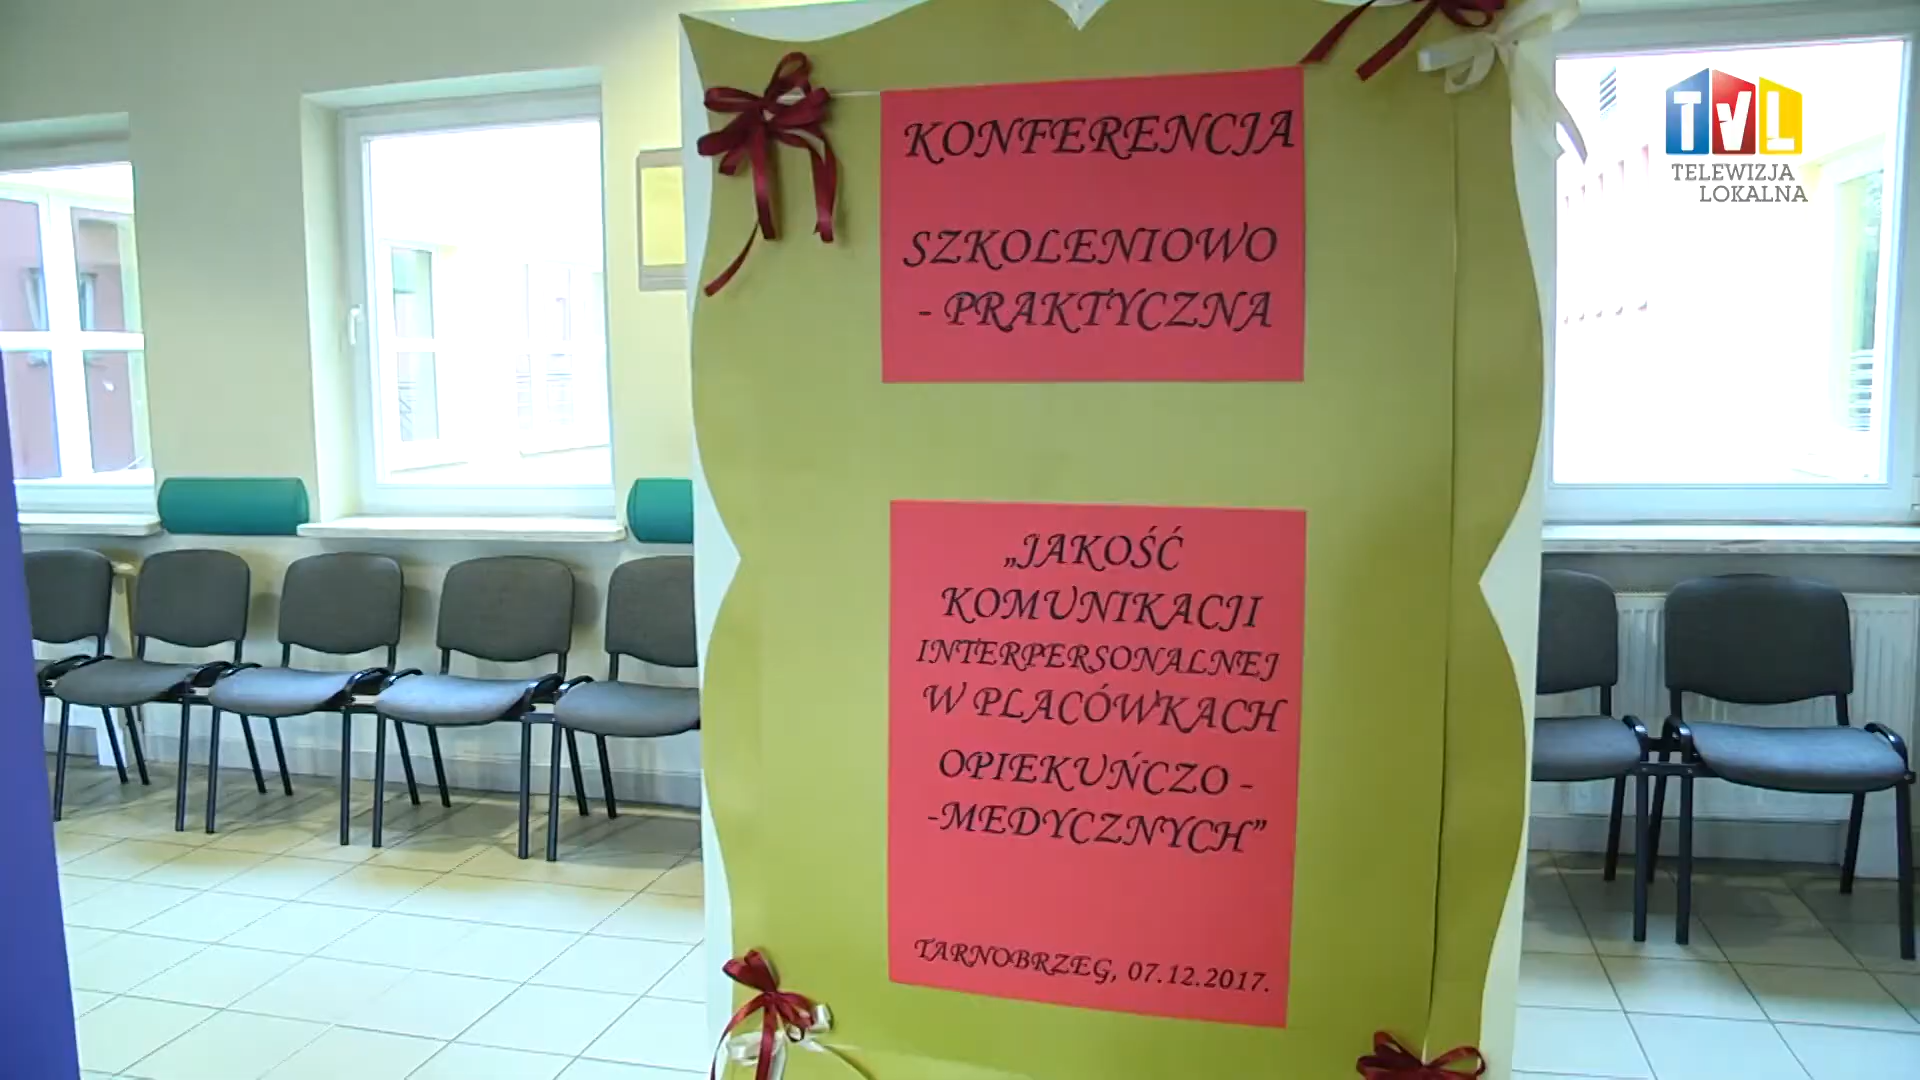 KONFERENCJA
SZKOLENIOWO
- PRAKTYCZNA
„JAKOŚĆ
KOMUNIKACJI
INTERPERSONALNEJ
W PLACÓWKACH
OPIEKUŃCZO -
-MEDYCZNYCH”
TARNOBRZEG, 07.12.2017.
TVL
TELEWIZJA
LOKALNA